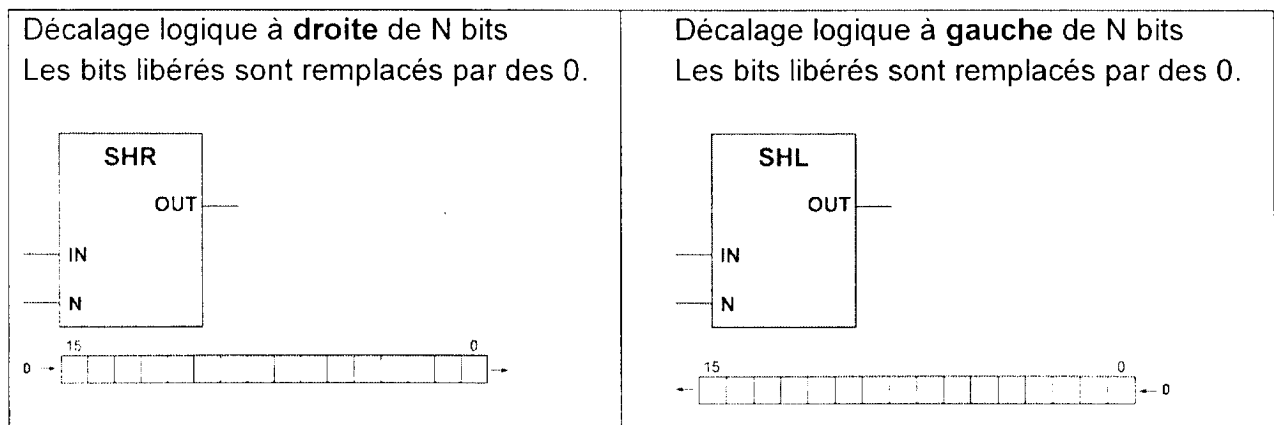 Décalage logique à droite de N bits
Les bits libérés sont remplacés par des 0.
SHR
OUT
IN
N
15 0
0
Décalage logique à gauche de N bits
Les bits libérés sont remplacés par des 0.
SHL
OUT
IN
N
15 0
0